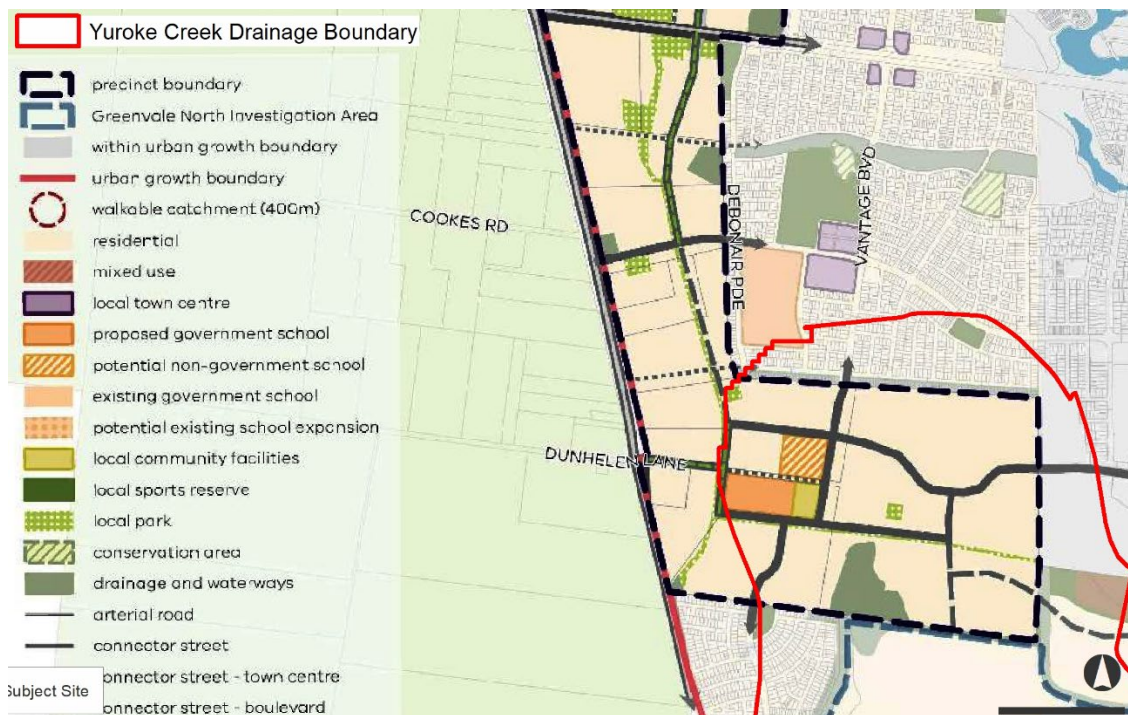 Yuroke Creek Drainage Boundary
precinct boundary
Greenvale North Investigation Area
within urban growth boundary
urban growth boundary
walkable catchment (400m)
residential
mixed use
local town centre
proposed government school
potential non-government school
existing government school
potential existing school expansion
local community facilities
local sports reserve
local park
conservation area
drainage and waterways
arterial road
connector street
connector street - town centre
Subject Site
connector street - boulevard
COOKES RD
DEBONAIR PDE
VANTAGE BVD
DUNHELEN LANE